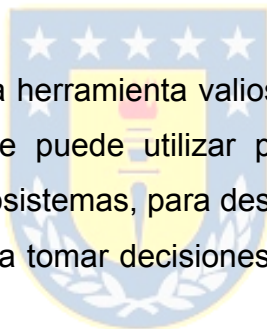 a herramienta valios
e puede utilizar p
osistemas, para des
a tomar decisiones